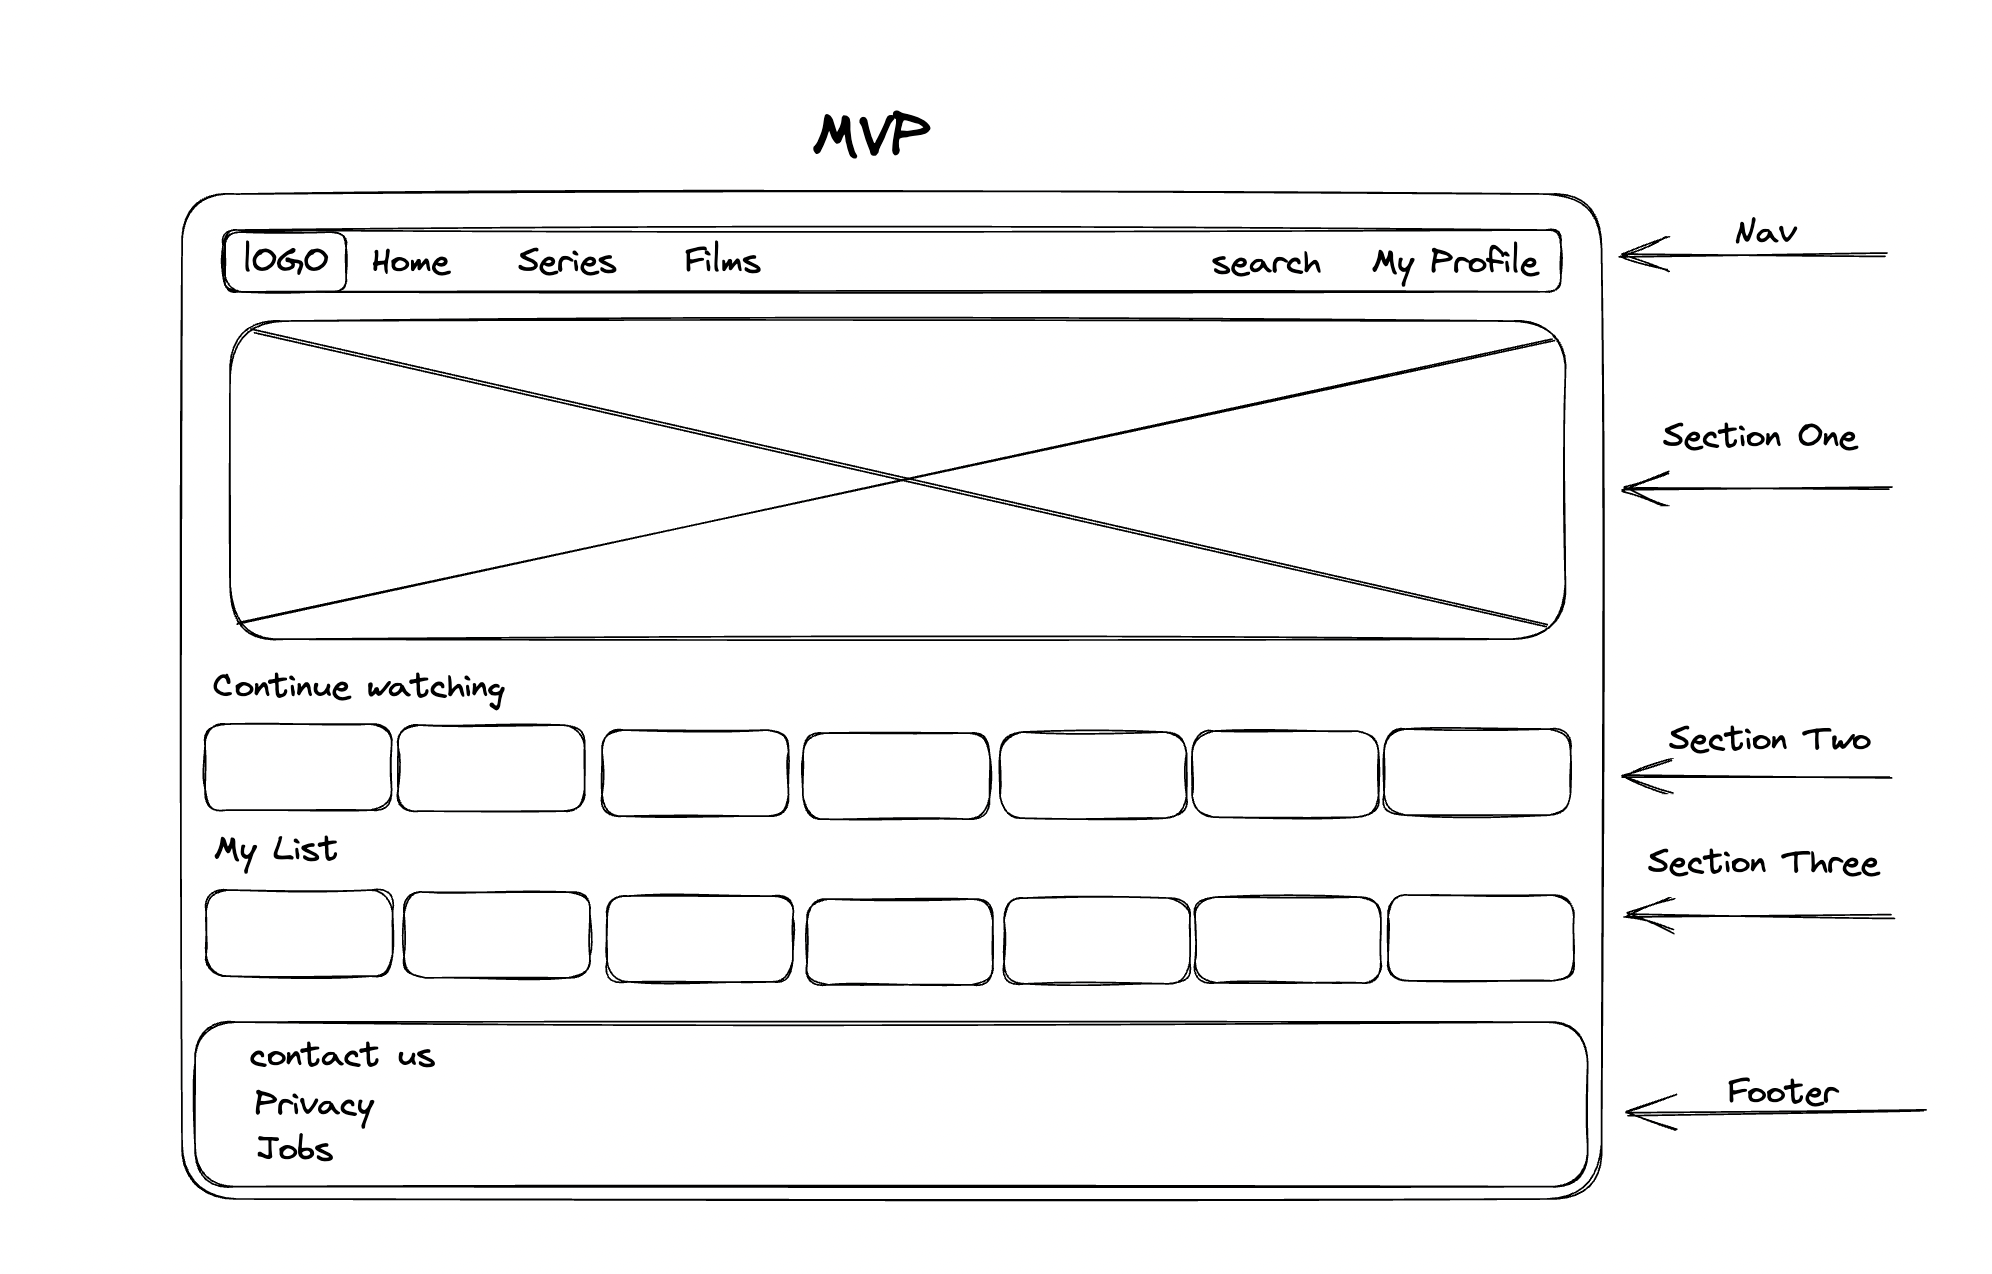 MVP
lOGO Home Series Films search My Profile
Nav
Section One
Continue watching
Section Two
My List
Section Three
contact us
Privacy
Jobs
Footer